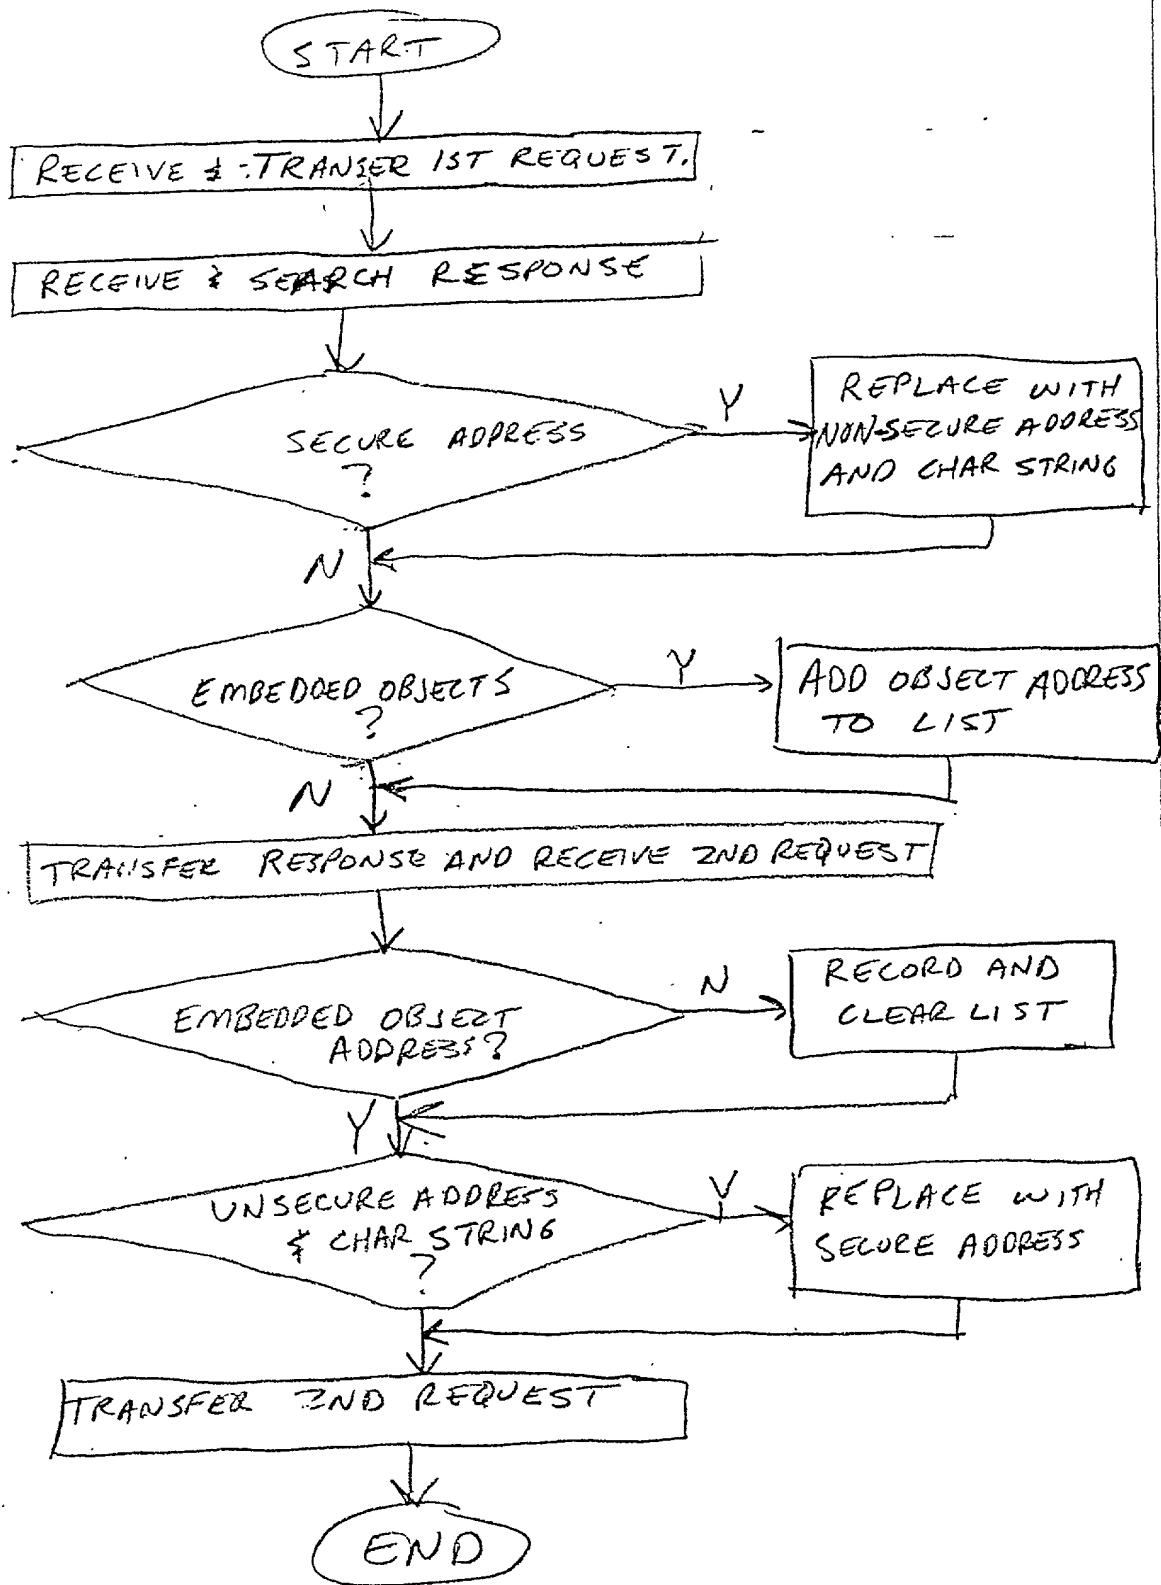 START
RECEIVE & TRANSER 1ST REQUEST.
RECEIVE & SEARCH RESPONSE
SECURE ADDRESS
?
Y
REPLACE WITH
NON-SECURE ADDRESS
AND CHAR STRING
N
EMBEDDED OBJECTS
?
Y
ADD OBJECT ADDRESS
TO LIST
N
TRANSFER RESPONSE AND RECEIVE 2ND REQUEST
EMBEDDED OBJECT
ADDRESS?
N
RECORD AND
CLEAR LIST
Y
UNSECURE ADDRESS
& CHAR STRING
?
Y
REPLACE WITH
SECURE ADDRESS
TRANSFER 2ND REQUEST
END